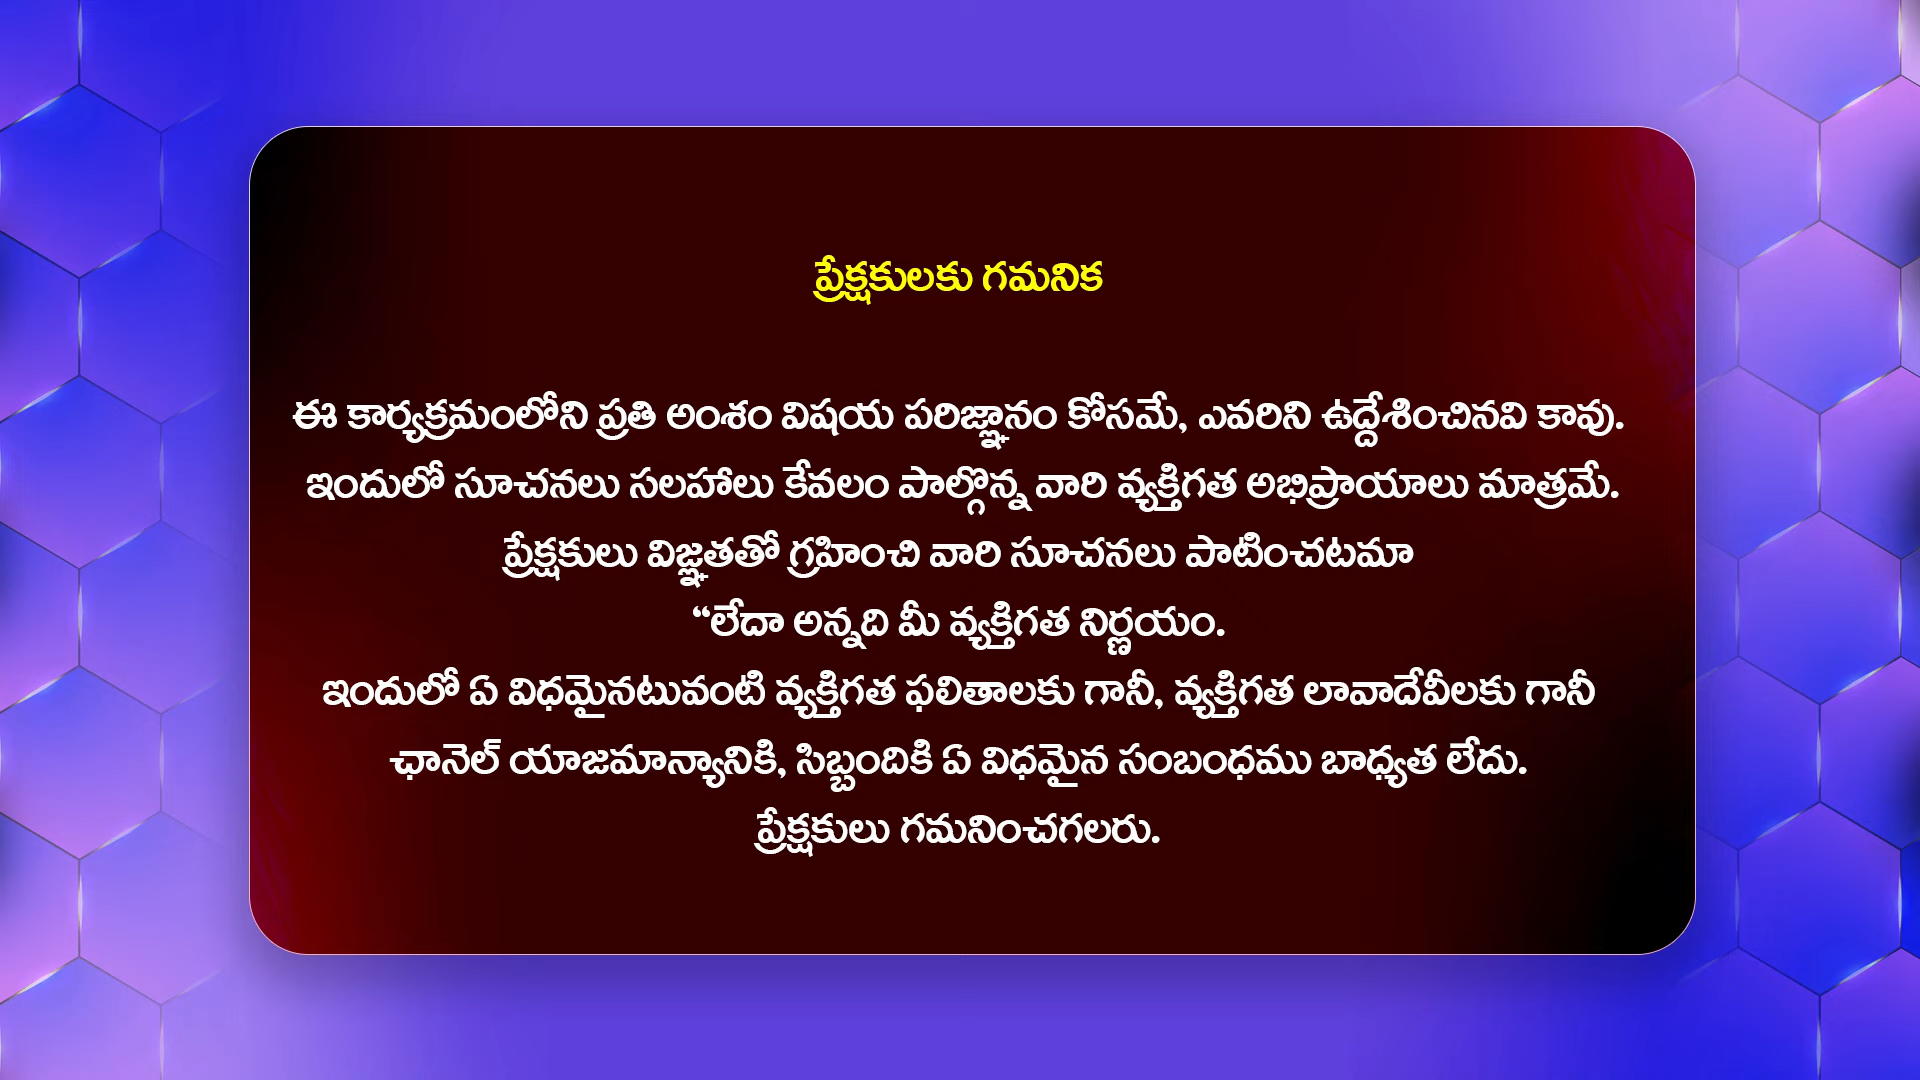 ప్రేక్షకులకు గమనిక
ఈ కార్యక్రమంలోని ప్రతి అంశం విషయ పరిజ్ఞానం కోసమే, ఎవరిని ఉద్దేశించినవి కావు.
ఇందులో సూచనలు సలహాలు కేవలం పాల్గొన్న వారి వ్యక్తిగత అభిప్రాయాలు మాత్రమే.
ప్రేక్షకులు విజ్ఞతతో గ్రహించి వారి సూచనలు పాటించటమా
“లేదా అన్నది మీ వ్యక్తిగత నిర్ణయం.
ఇందులో ఏ విధమైనటువంటి వ్యక్తిగత ఫలితాలకు గానీ, వ్యక్తిగత లావాదేవీలకు గానీ
ఛానెల్ యాజమాన్యానికి, సిబ్బందికి ఏ విధమైన సంబంధము బాధ్యత లేదు.
ప్రేక్షకులు గమనించగలరు.